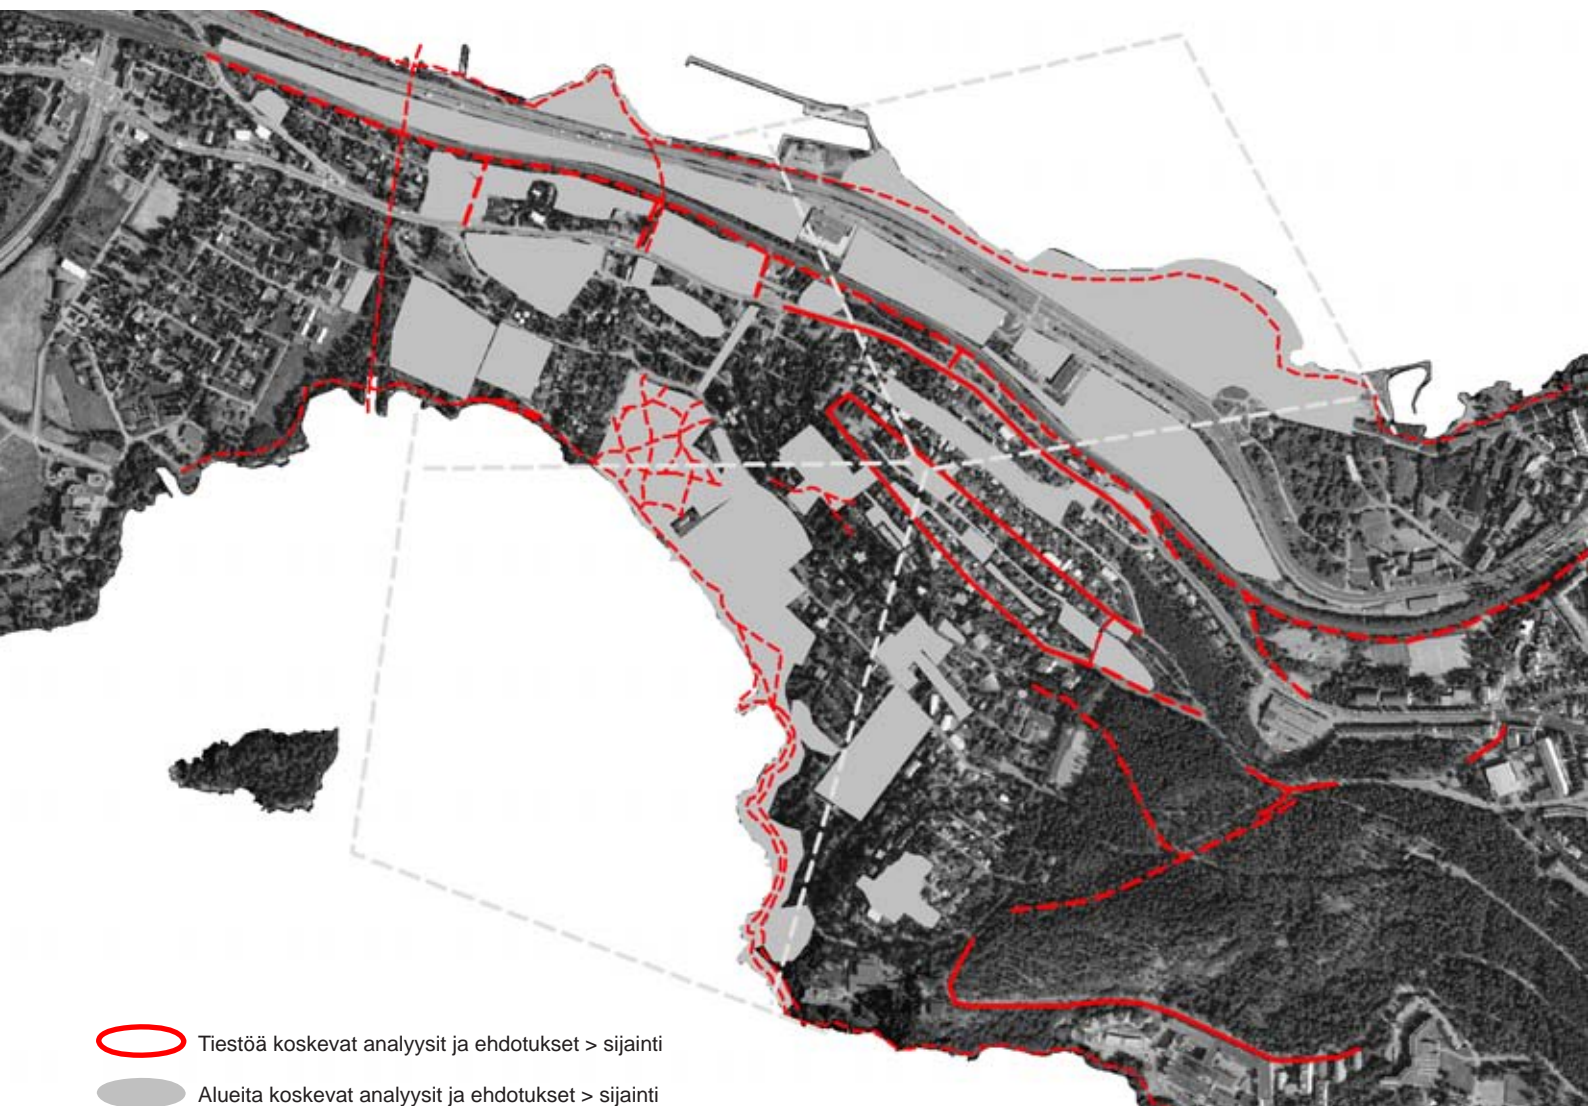 Tiestöä koskevat analyysit ja ehdotukset > sijainti
Alueita koskevat analyysit ja ehdotukset > sijainti